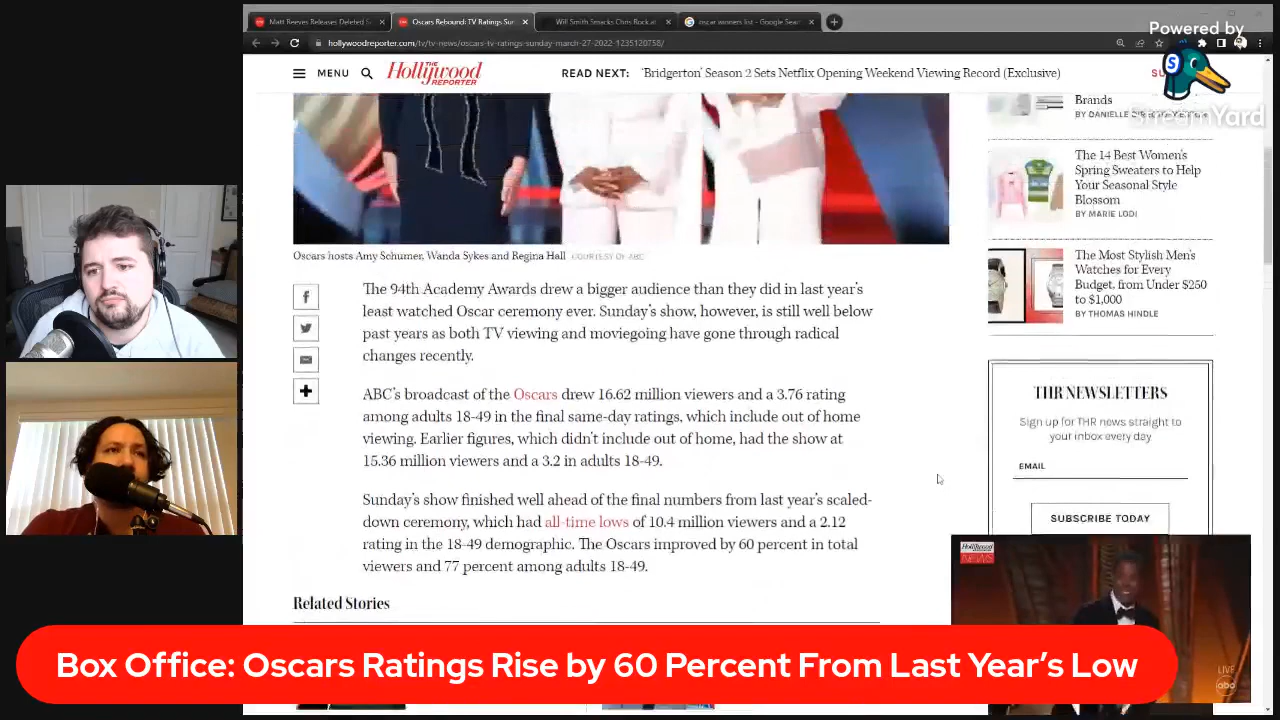 Matt Reeves Releases Deleted S
Oscars Rebound: TV Ratings Su
Will Smith Smacks Chris Rock at
oscar winners list - Google Sear
hollywoodreporter.com/tv/tv-news/oscars-tv-ratings-sunday-march-27-2022-1235120758/
Powered by
StreamYard
MENU
THE
Hollywood
REPORTER
READ NEXT: 'Bridgerton' Season 2 Sets Netflix Opening Weekend Viewing Record (Exclusive)
Brands
The 14 Best Women's
Spring Sweaters to Help
Your Seasonal Style
Blossom
BY MARIE LODI
The Most Stylish Men's
Watches for Every
Budget, from Under $250
to $1,000
BY THOMAS HINDLE
Oscars hosts Amy Schumer, Wanda Sykes and Regina Hall COURTESY OF ABC
The 94th Academy Awards drew a bigger audience than they did in last year's
least watched Oscar ceremony ever. Sunday's show, however, is still well below
past years as both TV viewing and moviegoing have gone through radical
changes recently.
ABC's broadcast of the Oscars drew 16.62 million viewers and a 3.76 rating
among adults 18-49 in the final same-day ratings, which include out of home
viewing. Earlier figures, which didn't include out of home, had the show at
15.36 million viewers and a 3.2 in adults 18-49.
Sunday's show finished well ahead of the final numbers from last year's scaled-
down ceremony, which had all-time lows of 10.4 million viewers and a 2.12
rating in the 18-49 demographic. The Oscars improved by 60 percent in total
viewers and 77 percent among adults 18-49.
Related Stories
THR NEWSLETTERS
Sign up for THR news straight to
your inbox every day
EMAIL
SUBSCRIBE TODAY
Hollywood
NEWS
LIVE
abc
Box Office: Oscars Ratings Rise by 60 Percent From Last Year's Low